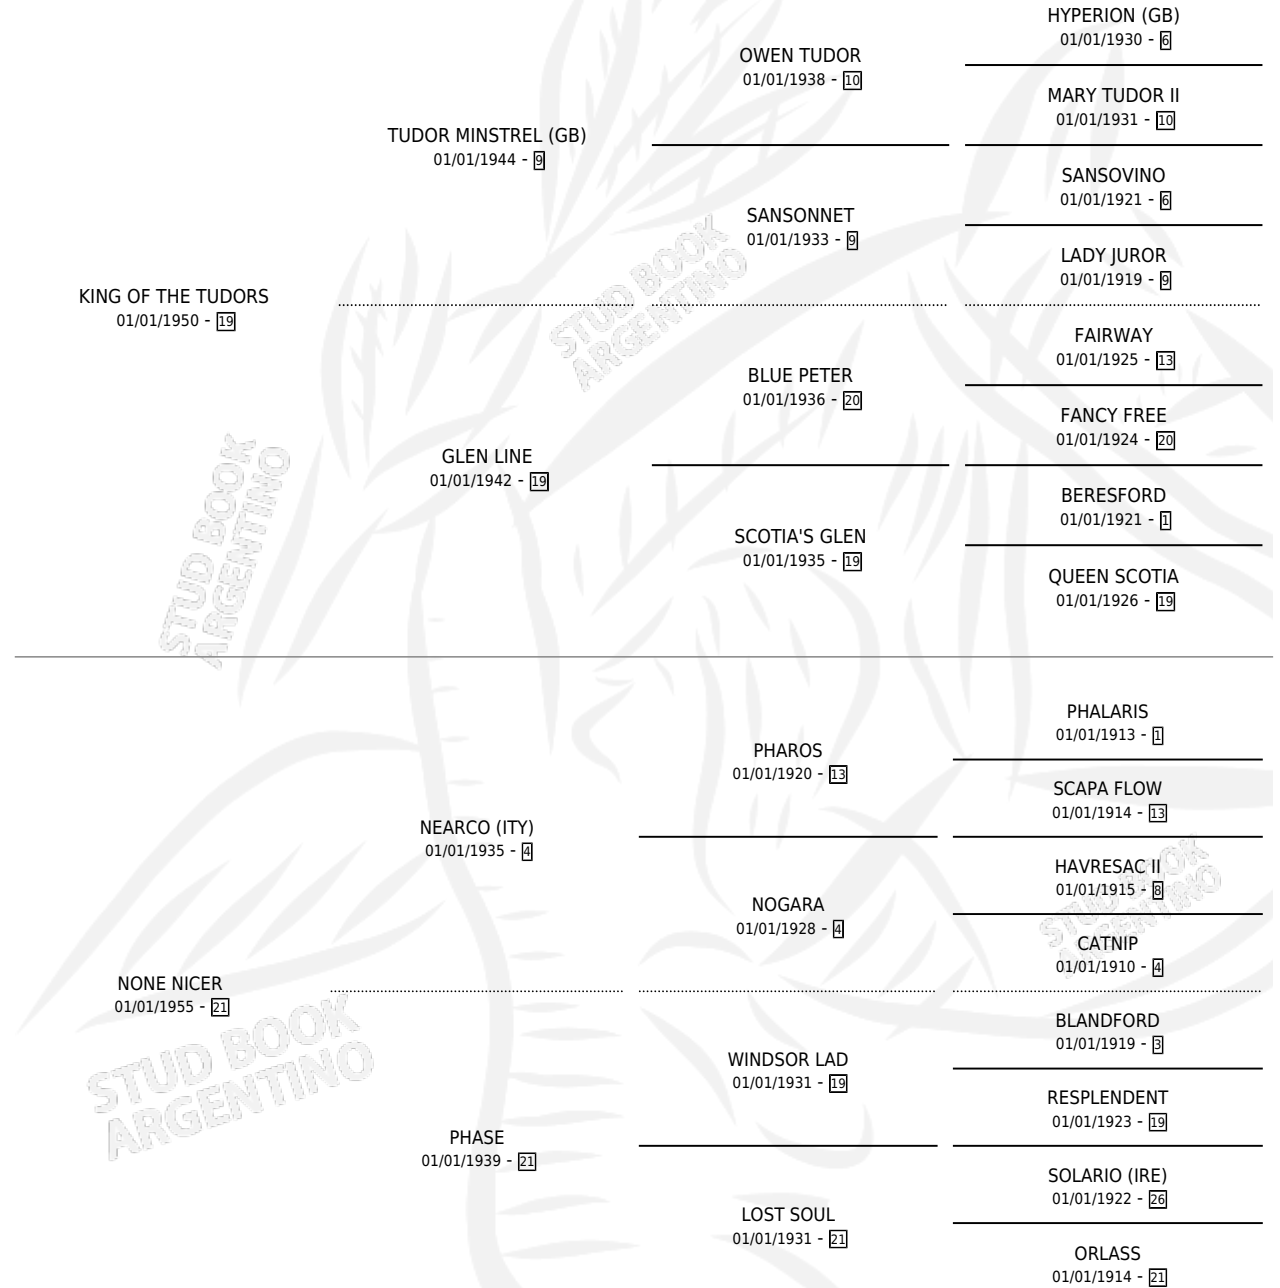 HYPERION (GB)
01/01/1930 - 6
OWEN TUDOR
01/01/1938 - 10
MARY TUDOR II
01/01/1931 - 10
TUDOR MINSTREL (GB)
01/01/1944 - 9
SANSOVINO
01/01/1921 - 6
SANSONNET
01/01/1933 - 9
LADY JUROR
01/01/1919 - 9
KING OF THE TUDORS
01/01/1950 - 19
STUD BOOK
ARGENTINO
FAIRWAY
01/01/1925 - 13
BLUE PETER
01/01/1936 - 20
FANCY FREE
01/01/1924 - 20
GLEN LINE
01/01/1942 - 19
BERESFORD
01/01/1921 - 1
SCOTIA'S GLEN
01/01/1935 - 19
QUEEN SCOTIA
01/01/1926 - 19
STUD BOOK
ARGENTINO
PHALARIS
01/01/1913 - 1
PHAROS
01/01/1920 - 13
SCAPA FLOW
01/01/1914 - 13
NEARCO (ITY)
01/01/1935 - 4
HAVRESAC II
01/01/1915 - 8
NOGARA
01/01/1928 - 4
STUD BOOK
ARGENTINO
CATNIP
01/01/1910 - 4
NONE NICER
01/01/1955 - 21
BLANDFORD
01/01/1919 - 3
WINDSOR LAD
01/01/1931 - 19
STUD BOOK
ARGENTINO
RESPLENDENT
01/01/1923 - 19
PHASE
01/01/1939 - 21
SOLARIO (IRE)
01/01/1922 - 26
LOST SOUL
01/01/1931 - 21
ORLASS
01/01/1914 - 21